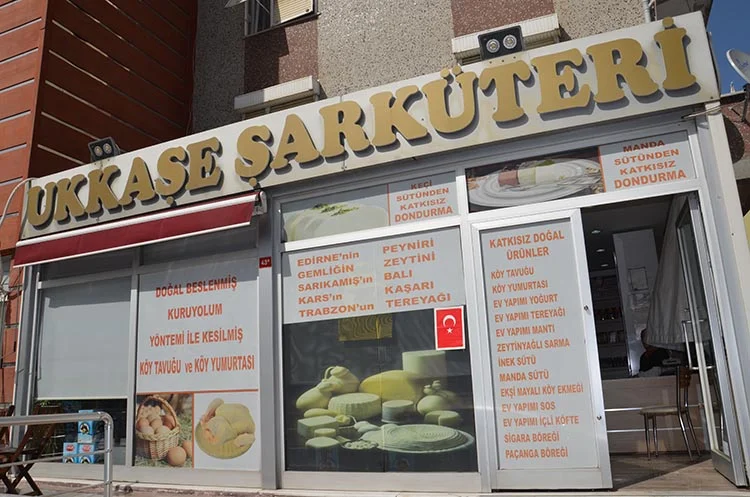 UKKAŞE ŞARKÜTERİ
KEÇİ
SÜTÜNDEN
KATKISIZ
DONDURMA
MANDA
SÜTÜNDEN
KATKISIZ
DONDURMA
DOĞAL BESLENMİŞ
KURUYOLUM
YÖNTEMİ İLE KESİLMİŞ
KÖY TAVUĞU ve KÖY YUMURTASI
EDİRNE'nin PEYNİRİ
GEMLİĞİN ZEYTİNİ
SARIKAMIŞ'ın BALI
KARS'ın KAŞARI
TRABZON'un TEREYAĞI
KATKISIZ DOĞAL
ÜRÜNLER
KÖY TAVUĞU
KÖY YUMURTASI
EV YAPIMI YOĞURT
EV YAPIMI TEREYAĞI
EV YAPIMI MANTI
ZEYTİNYAĞLI SARMA
İNEK SÜTÜ
MANDA SÜTÜ
EKŞİ MAYALI KÖY EKMEĞİ
EV YAPIMI SOS
EV YAPIMI İÇLİ KÖFTE
SİGARA BÖREĞİ
PAÇANGA BÖREĞİ